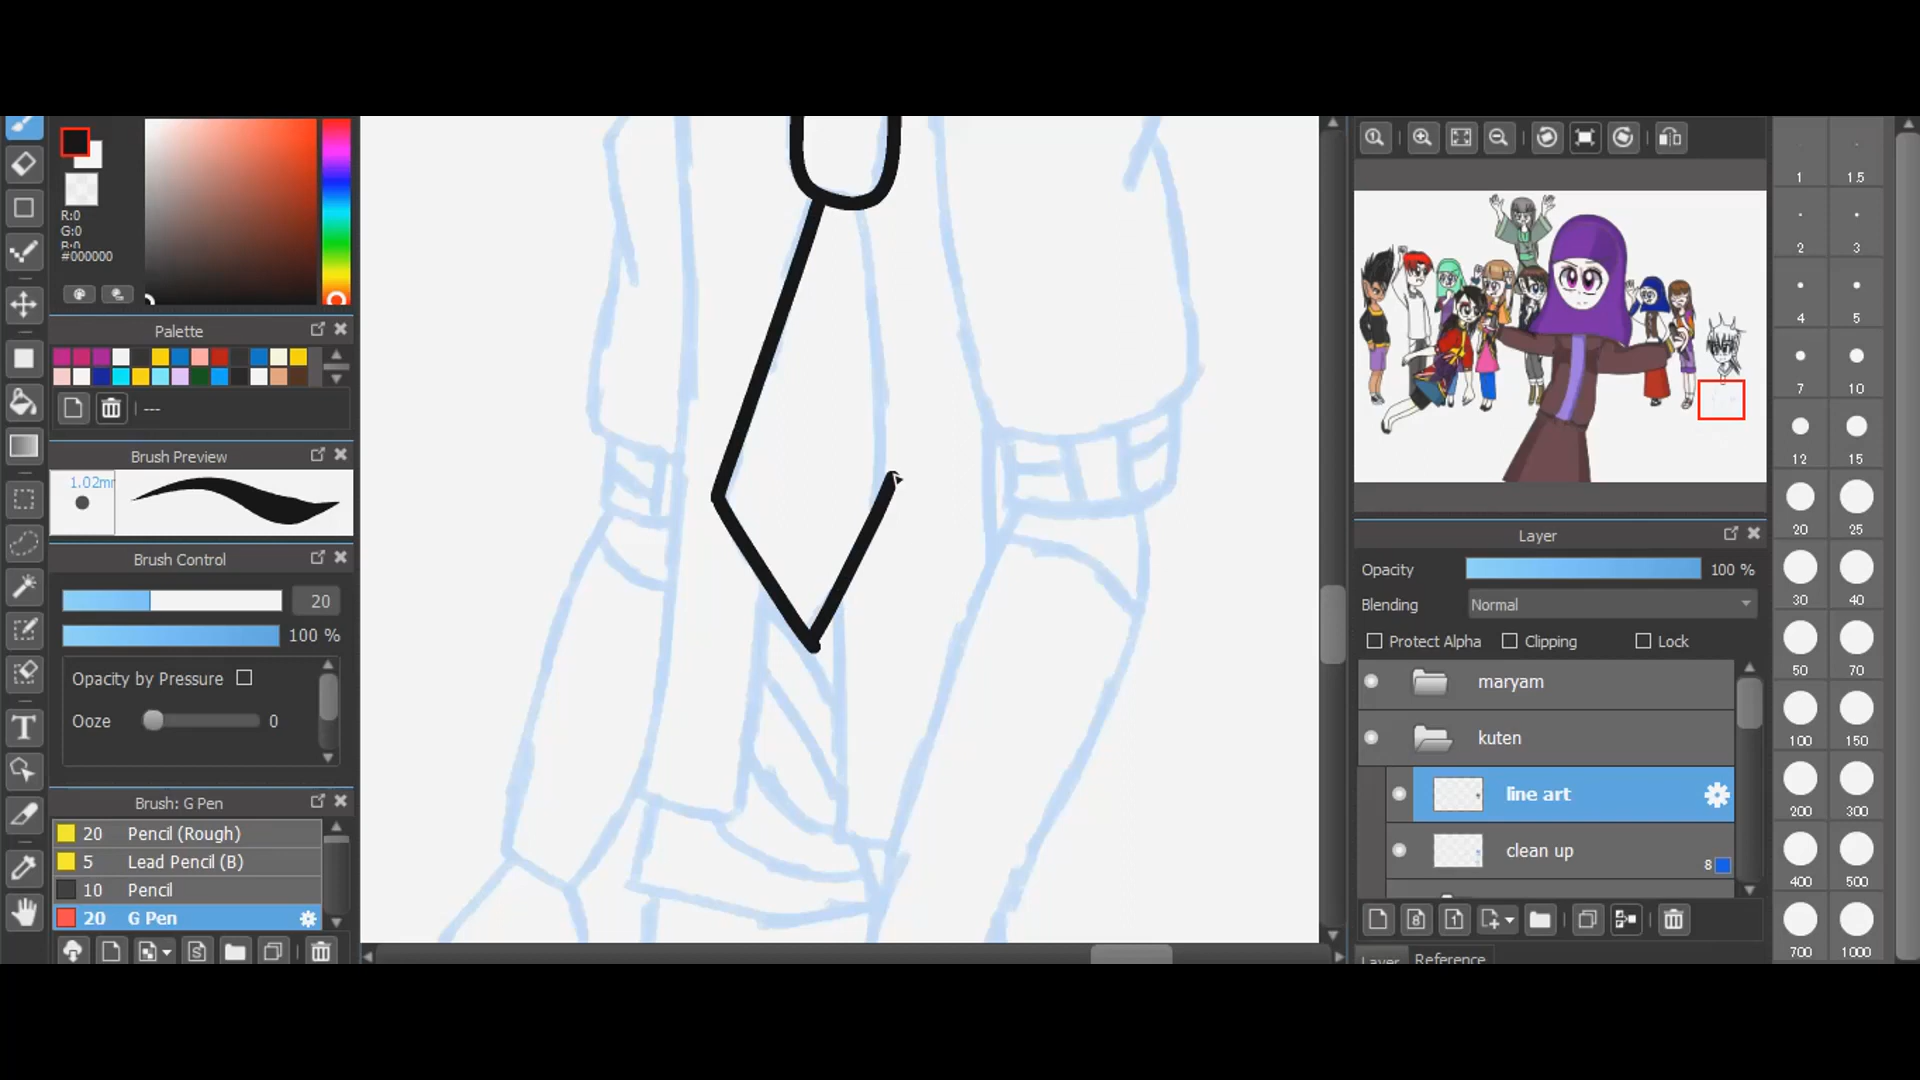 R:0
G:0
B:0
#000000
Palette
---
Brush Preview
1.02mm
Brush Control
20
100 %
Opacity by Pressure
Ooze 0
Brush: G Pen
20 Pencil (Rough)
5 Lead Pencil (B)
10 Pencil
20 G Pen
Layer
Opacity 100 %
Blending Normal
Protect Alpha Clipping Lock
maryam
kuten
line art
clean up
8
Layer Reference
1 1.5
2 3
4 5
7 10
12 15
20 25
30 40
50 70
100 150
200 300
400 500
700 1000